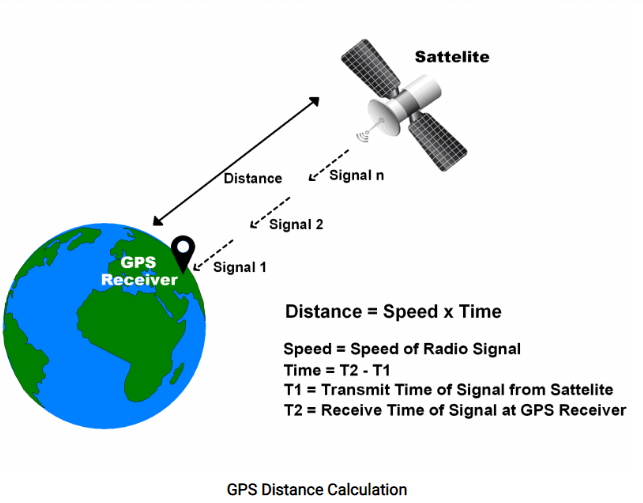 Sattelite
Distance
Signal n
Signal 2
Signal 1
GPS
Receiver
Distance = Speed x Time
Speed = Speed of Radio Signal
Time = T2 - T1
T1 = Transmit Time of Signal from Sattelite
T2 = Receive Time of Signal at GPS Receiver
GPS Distance Calculation